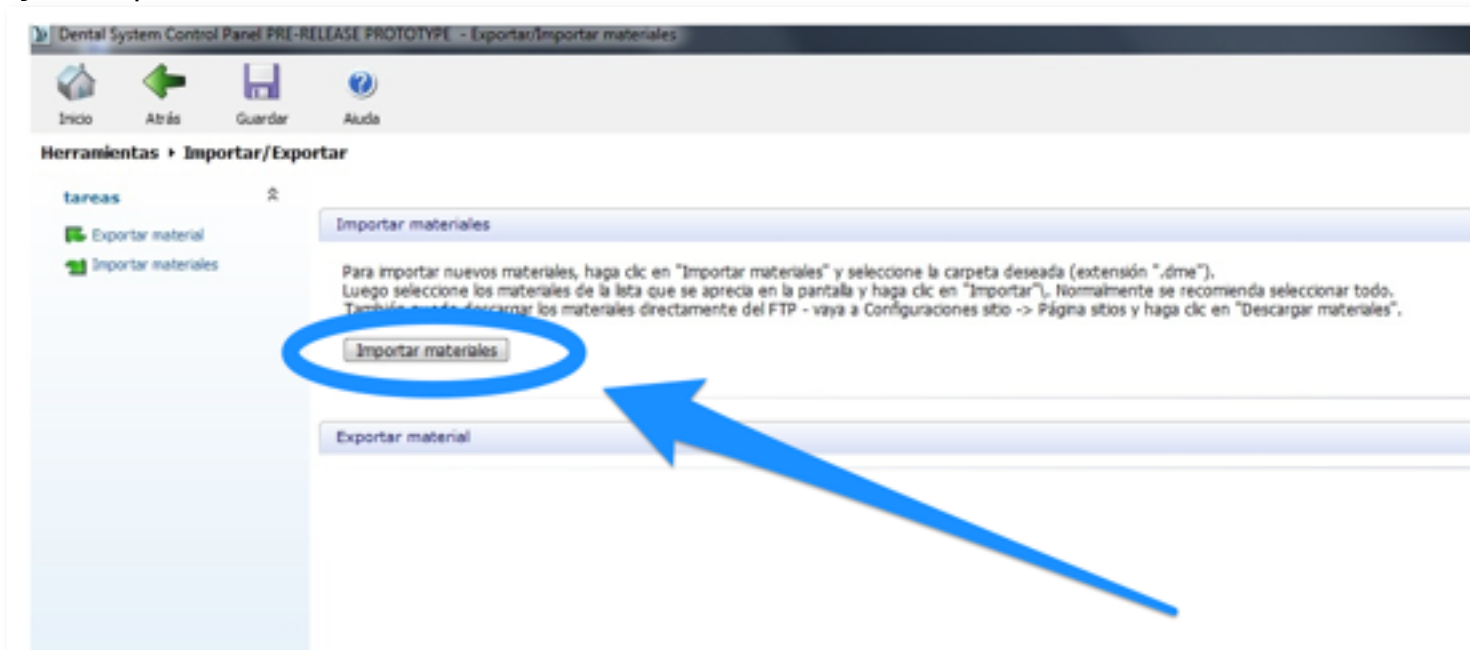 Dental System Control Panel PRE-RELEASE PROTOTYPE - Exportar/Importar materiales
Inicio Atrás Guardar Aiuda
Herramientas Importar/Exportar
tareas
Exportar material
Importar materiales
Importar materiales
Para importar nuevos materiales, haga clic en "Importar materiales" y seleccione la carpeta deseada (extensión ".dme").
Luego seleccione los materiales de la lista que se aprecia en la pantalla y haga clic en "Importar"\. Normalmente se recomienda seleccionar todo.
También puede descargar los materiales directamente del FTP - vaya a Configuraciones sitio -> Página sitios y haga clic en "Descargar materiales".
Importar materiales
Exportar material